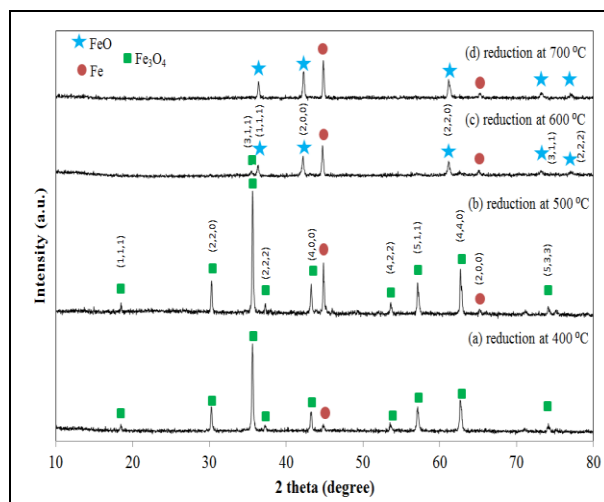 FeO
Fe3O4
Fe
(d) reduction at 700 ⁰C
(3,1,1)
(1,1,1)
(2,0,0)
(2,2,0)
(c) reduction at 600 ⁰C
(3,1,1)
(2,2,2)
(b) reduction at 500 ⁰C
(1,1,1)
(2,2,0)
(2,2,2)
(4,0,0)
(4,2,2)
(5,1,1)
(4,4,0)
(2,0,0)
(5,3,3)
(a) reduction at 400 ⁰C
Intensity (a.u.)
10 20 30 40 50 60 70 80
2 theta (degree)